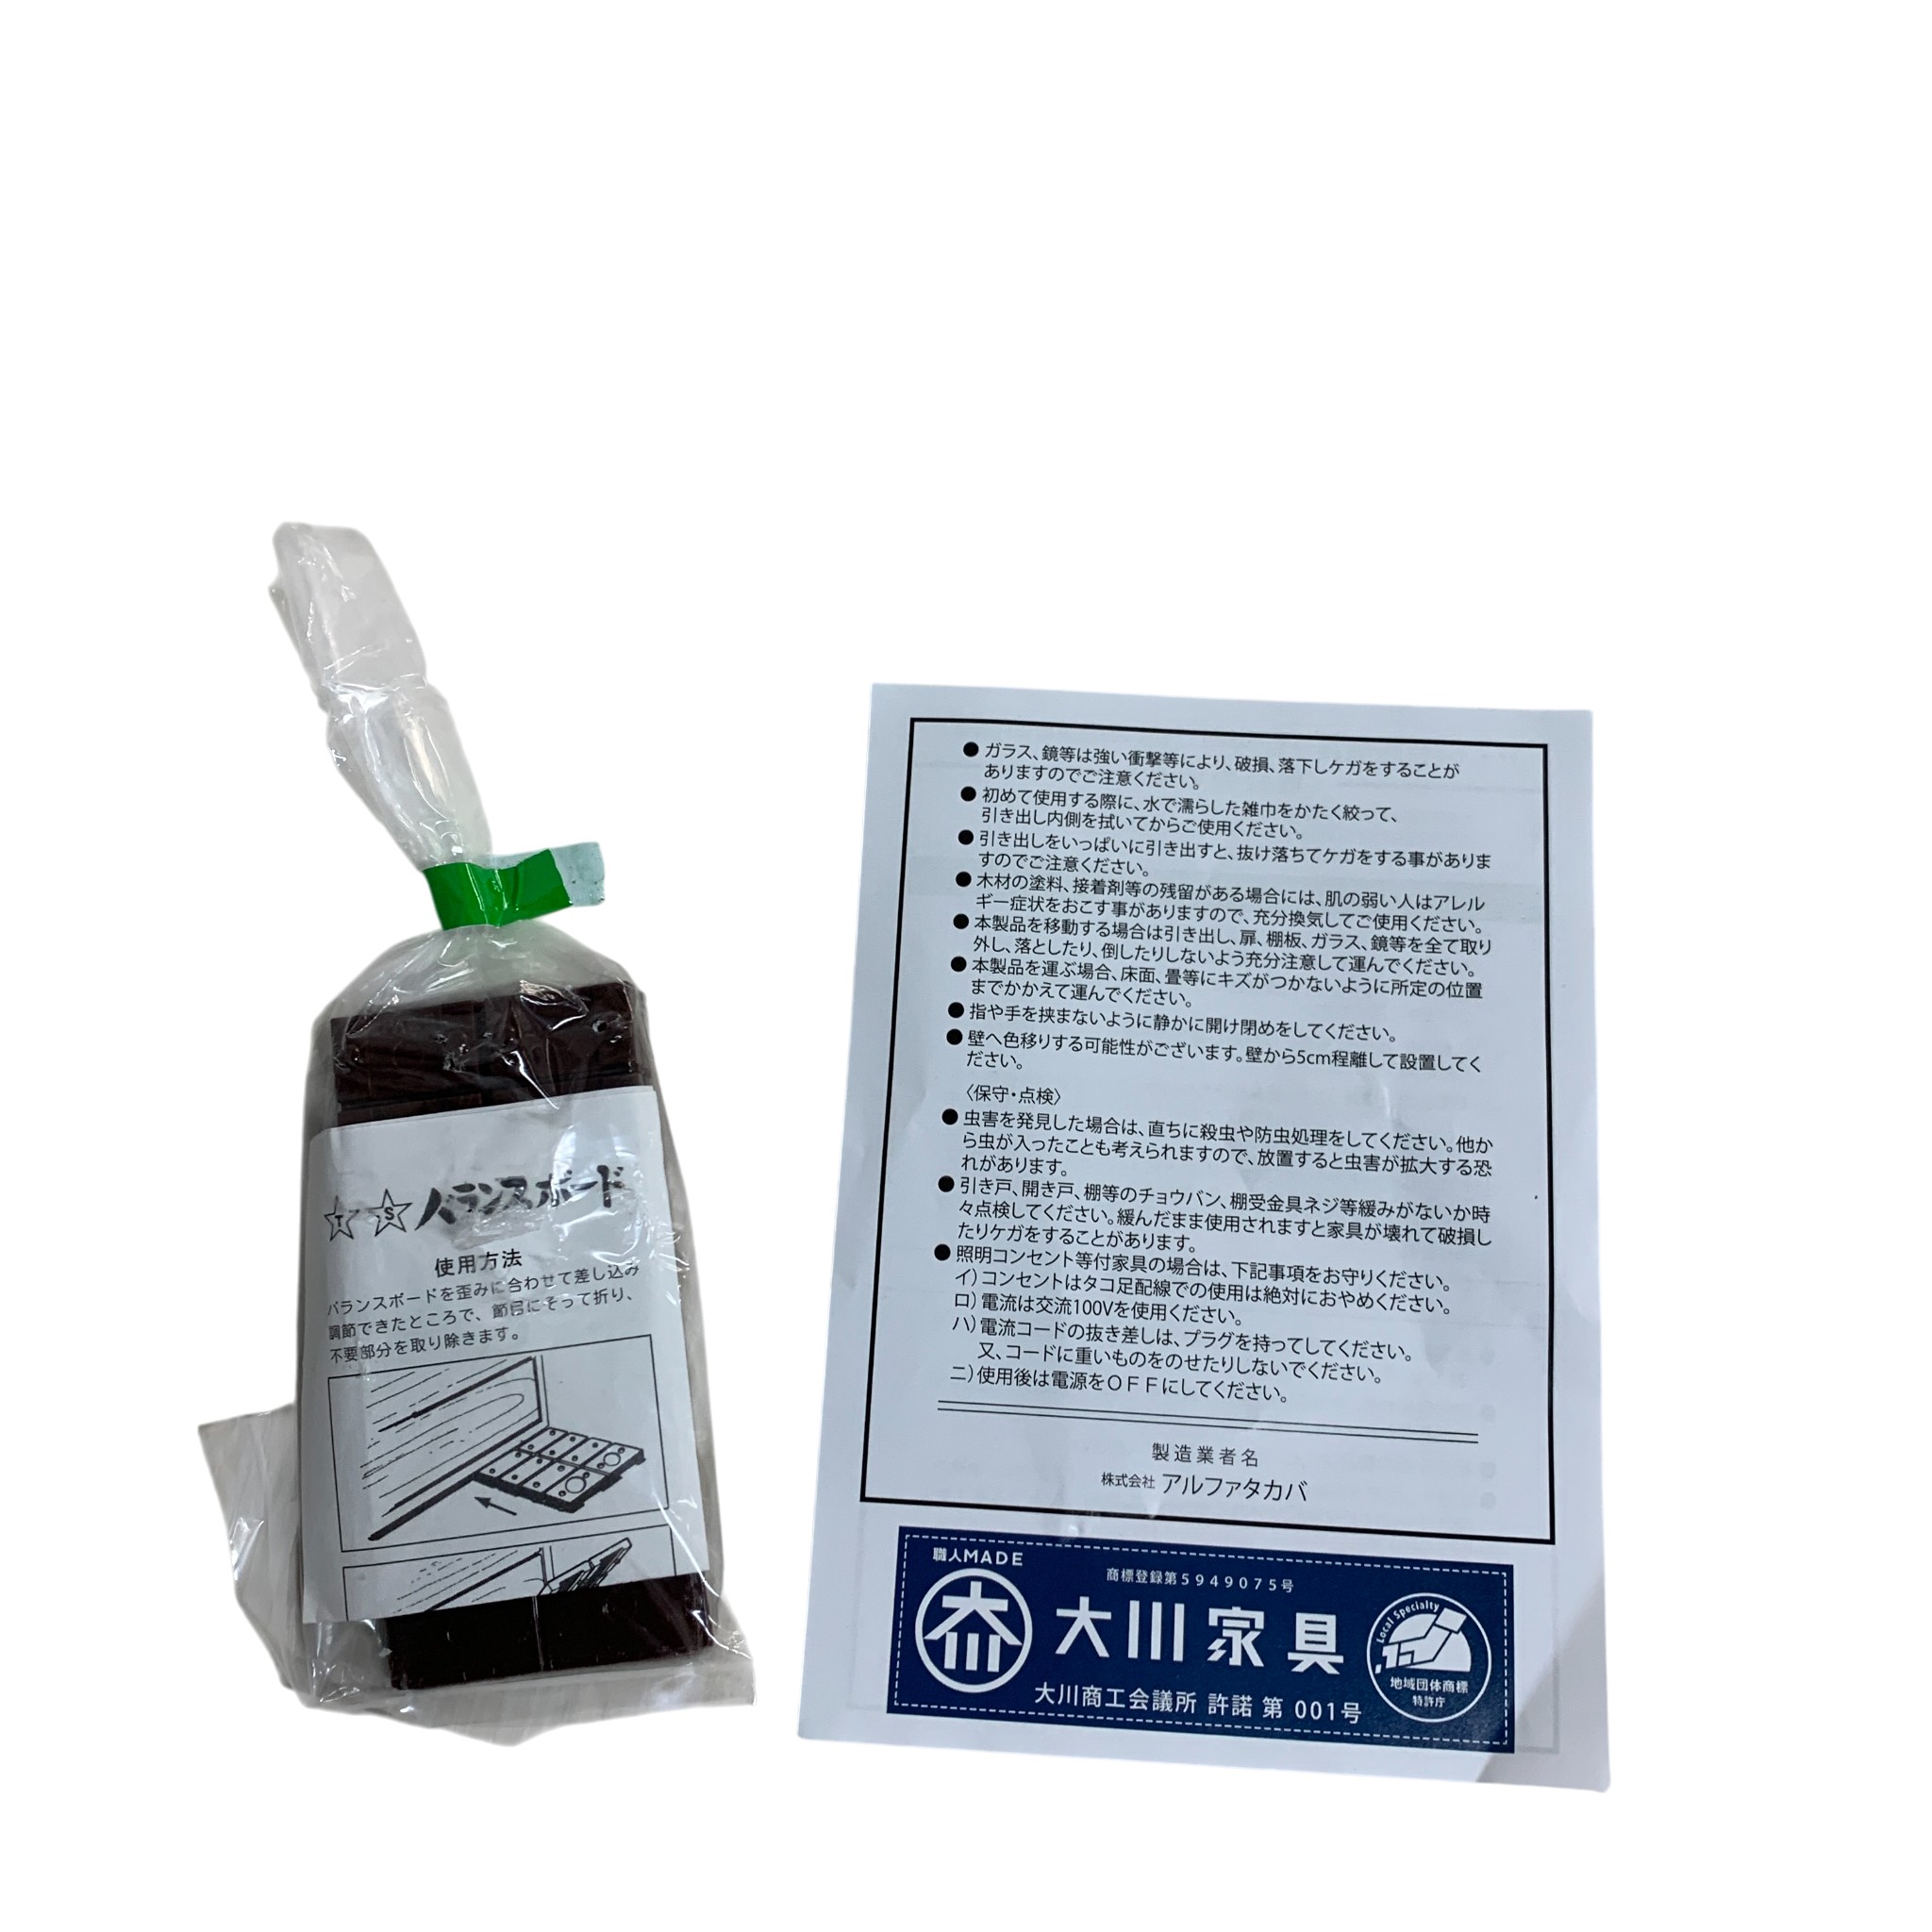 T S バランスボード
使用方法
バランスボードを歪みに合わせて差し込み
調節できたところで、節目にそって折り、
不要部分を取り除きます。
●ガラス、鏡等は強い衝撃等により、破損、落下しケガをすることが
ありますのでご注意ください。
●初めて使用する際に、水で濡らした雑巾をかたく絞って、
引き出し内側を拭いてからご使用ください。
●引き出しをいっぱいに引き出すと、抜け落ちてケガをする事がありま
すのでご注意ください。
●木材の塗料、接着剤等の残留がある場合には、肌の弱い人はアレル
ギー症状をおこす事がありますので、充分換気してご使用ください。
●本製品を移動する場合は引き出し、扉、棚板、ガラス、鏡等を全て取り
外し、落としたり、倒したりしないよう充分注意して運んでください。
●本製品を運ぶ場合、床面、畳等にキズがつかないように所定の位置
までかかえて運んでください。
●指や手を挟まないように静かに開け閉めをしてください。
●壁へ色移りする可能性がございます。壁から5cm程離して設置してく
ださい。
〈保守・点検〉
●虫害を発見した場合は、直ちに殺虫や防虫処理をしてください。他か
ら虫が入ったことも考えられますので、放置すると虫害が拡大する恐
れがあります。
●引き戸、開き戸、棚等のチョウバン、棚受金具ネジ等緩みがないか時
々点検してください。緩んだまま使用されますと家具が壊れて破損し
たりケガをすることがあります。
●照明コンセント等付家具の場合は、下記事項をお守りください。
イ）コンセントはタコ足配線での使用は絶対におやめください。
ロ）電流は交流100Vを使用ください。
ハ）電流コードの抜き差しは、プラグを持ってしてください。
又、コードに重いものをのせたりしないでください。
ニ）使用後は電源をＯＦＦにしてください。
製造業者名
株式会社 アルファタカバ
職人MADE
商標登録第５９４９０７５号
大川家具
大川商工会議所 許諾 第 001号
Local Specialty
地域団体商標
特許庁